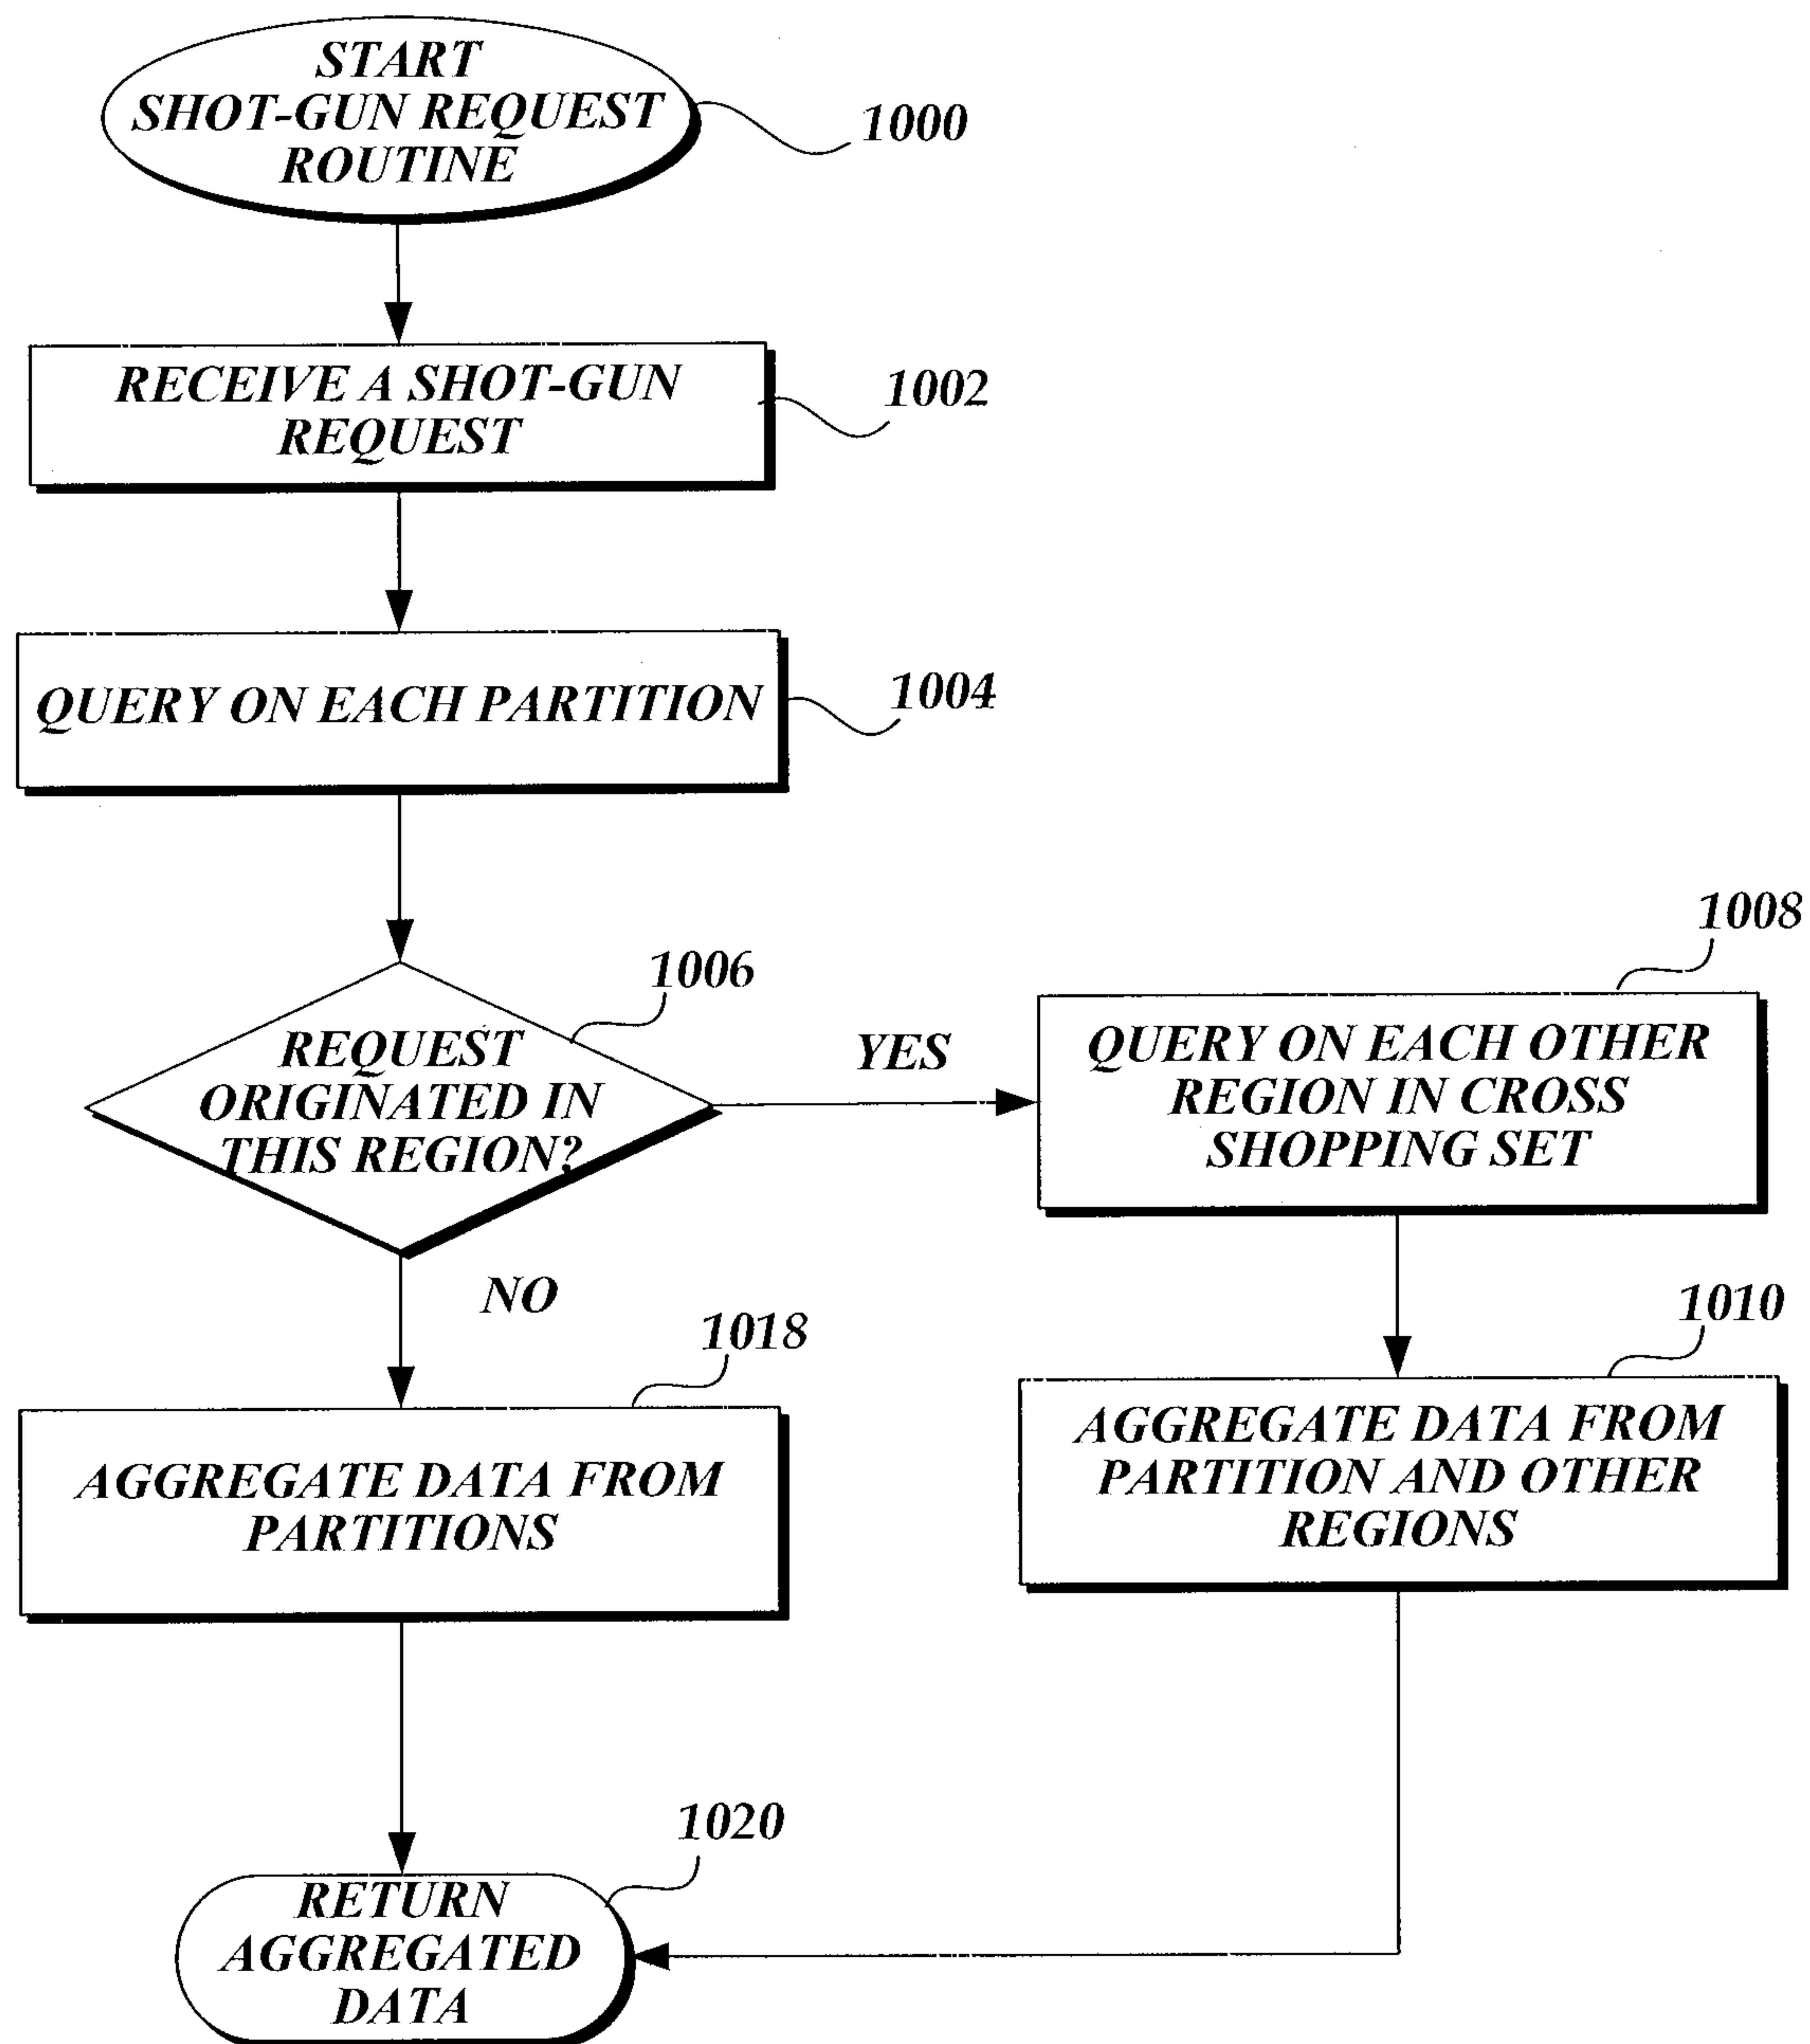 START
SHOT-GUN REQUEST
ROUTINE
1000
RECEIVE A SHOT-GUN
REQUEST
1002
QUERY ON EACH PARTITION
1004
1006
REQUEST
ORIGINATED IN
THIS REGION?
YES
NO
1008
QUERY ON EACH OTHER
REGION IN CROSS
SHOPPING SET
1010
AGGREGATE DATA FROM
PARTITION AND OTHER
REGIONS
1018
AGGREGATE DATA FROM
PARTITIONS
1020
RETURN
AGGREGATED
DATA